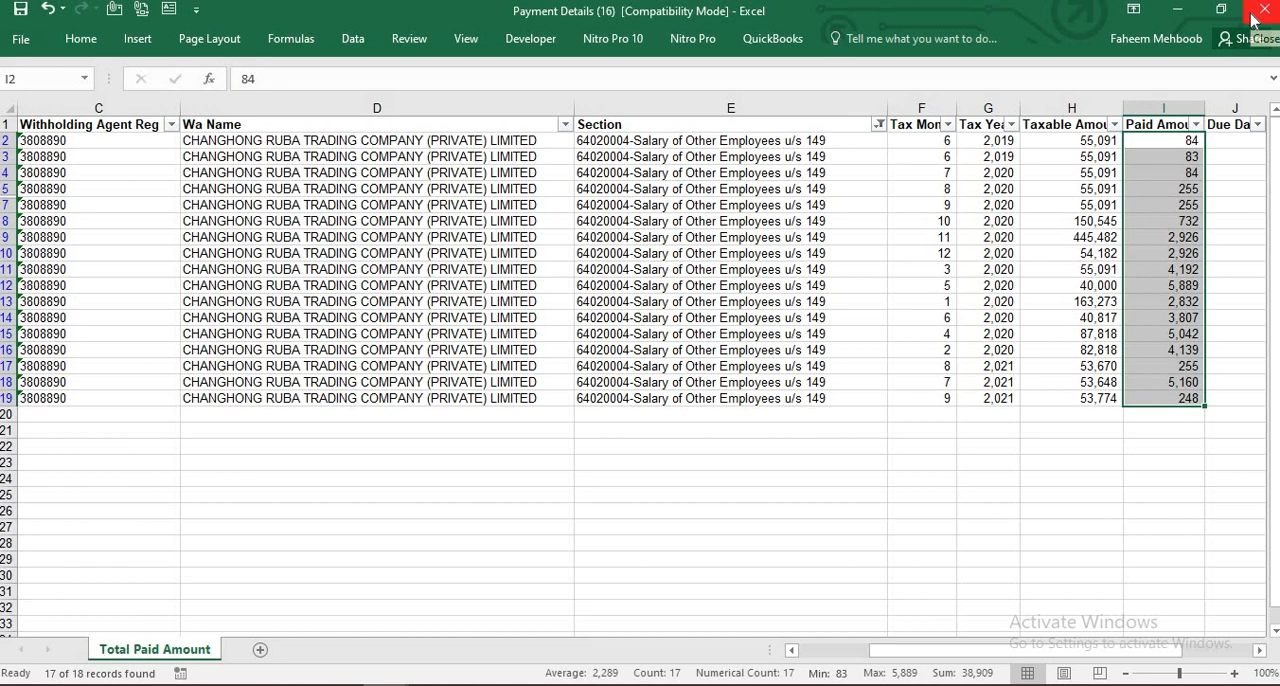 Payment Details (16) [Compatibility Mode] - Excel
File Home Insert Page Layout Formulas Data Review View Developer Nitro Pro 10 Nitro Pro QuickBooks Tell me what you want to do... Faheem Mehboob Close
I2 fx 84
C D E F G H I J
1 Withholding Agent Reg Wa Name Section Tax Mon Tax Yea Taxable Amou Paid Amou Due Da
2 3808890 CHANGHONG RUBA TRADING COMPANY (PRIVATE) LIMITED 64020004-Salary of Other Employees u/s 149 6 2,019 55,091 84
3 3808890 CHANGHONG RUBA TRADING COMPANY (PRIVATE) LIMITED 64020004-Salary of Other Employees u/s 149 6 2,019 55,091 83
4 3808890 CHANGHONG RUBA TRADING COMPANY (PRIVATE) LIMITED 64020004-Salary of Other Employees u/s 149 7 2,020 55,091 84
5 3808890 CHANGHONG RUBA TRADING COMPANY (PRIVATE) LIMITED 64020004-Salary of Other Employees u/s 149 8 2,020 55,091 255
7 3808890 CHANGHONG RUBA TRADING COMPANY (PRIVATE) LIMITED 64020004-Salary of Other Employees u/s 149 9 2,020 55,091 255
8 3808890 CHANGHONG RUBA TRADING COMPANY (PRIVATE) LIMITED 64020004-Salary of Other Employees u/s 149 10 2,020 150,545 732
9 3808890 CHANGHONG RUBA TRADING COMPANY (PRIVATE) LIMITED 64020004-Salary of Other Employees u/s 149 11 2,020 445,482 2,926
10 3808890 CHANGHONG RUBA TRADING COMPANY (PRIVATE) LIMITED 64020004-Salary of Other Employees u/s 149 12 2,020 54,182 2,926
11 3808890 CHANGHONG RUBA TRADING COMPANY (PRIVATE) LIMITED 64020004-Salary of Other Employees u/s 149 3 2,020 55,091 4,192
12 3808890 CHANGHONG RUBA TRADING COMPANY (PRIVATE) LIMITED 64020004-Salary of Other Employees u/s 149 5 2,020 40,000 5,889
13 3808890 CHANGHONG RUBA TRADING COMPANY (PRIVATE) LIMITED 64020004-Salary of Other Employees u/s 149 1 2,020 163,273 2,832
14 3808890 CHANGHONG RUBA TRADING COMPANY (PRIVATE) LIMITED 64020004-Salary of Other Employees u/s 149 6 2,020 40,817 3,807
15 3808890 CHANGHONG RUBA TRADING COMPANY (PRIVATE) LIMITED 64020004-Salary of Other Employees u/s 149 4 2,020 87,818 5,042
16 3808890 CHANGHONG RUBA TRADING COMPANY (PRIVATE) LIMITED 64020004-Salary of Other Employees u/s 149 2 2,020 82,818 4,139
17 3808890 CHANGHONG RUBA TRADING COMPANY (PRIVATE) LIMITED 64020004-Salary of Other Employees u/s 149 8 2,021 53,670 255
18 3808890 CHANGHONG RUBA TRADING COMPANY (PRIVATE) LIMITED 64020004-Salary of Other Employees u/s 149 7 2,021 53,648 5,160
19 3808890 CHANGHONG RUBA TRADING COMPANY (PRIVATE) LIMITED 64020004-Salary of Other Employees u/s 149 9 2,021 53,774 248
20
21
22
23
24
25
26
27
28
29
30
31
32
33
Activate Windows
Go to Settings to activate Windows.
Total Paid Amount
Ready 17 of 18 records found Average: 2,289 Count: 17 Numerical Count: 17 Min: 83 Max: 5,889 Sum: 38,909 100%